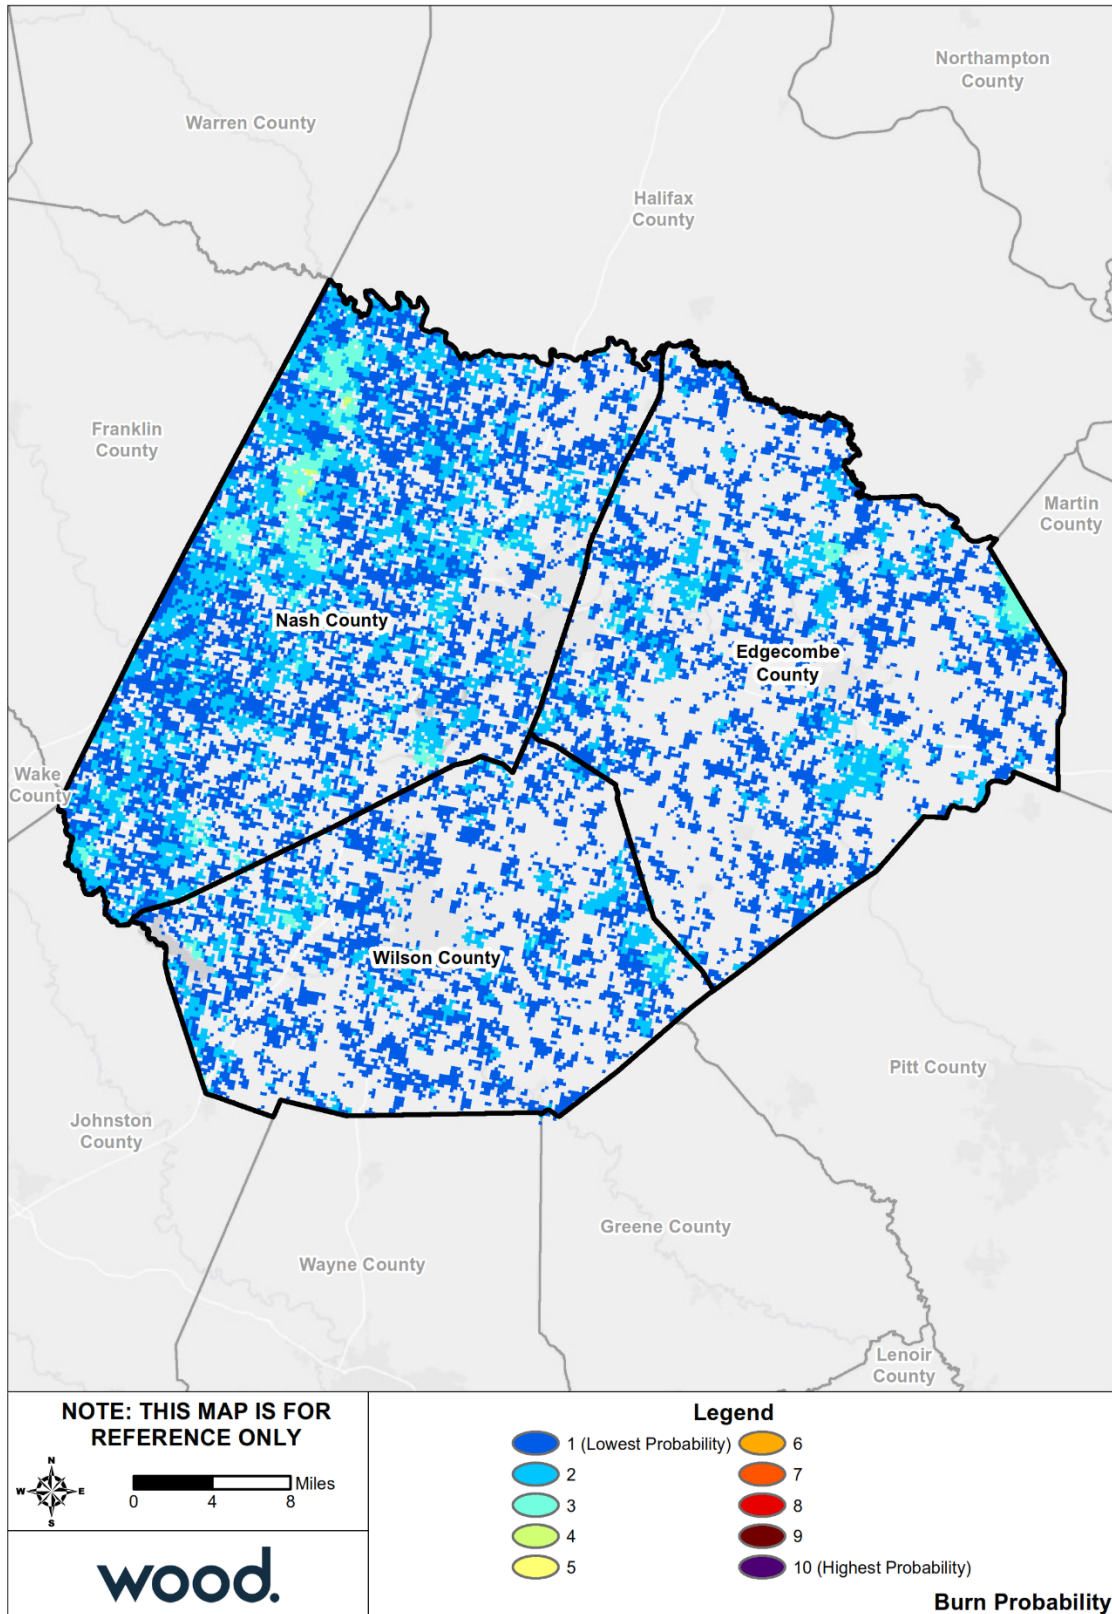 Northampton
County
Warren County
Halifax
County
Franklin
County
Martin
County
Nash County
Edgecombe
County
Wake
County
Wilson County
Pitt County
Johnston
County
Greene County
Wayne County
Lenoir
County
NOTE: THIS MAP IS FOR
REFERENCE ONLY
N
W E
S
Miles
0 4 8
wood.
Legend
1 (Lowest Probability)
2
3
4
5
6
7
8
9
10 (Highest Probability)
Burn Probability